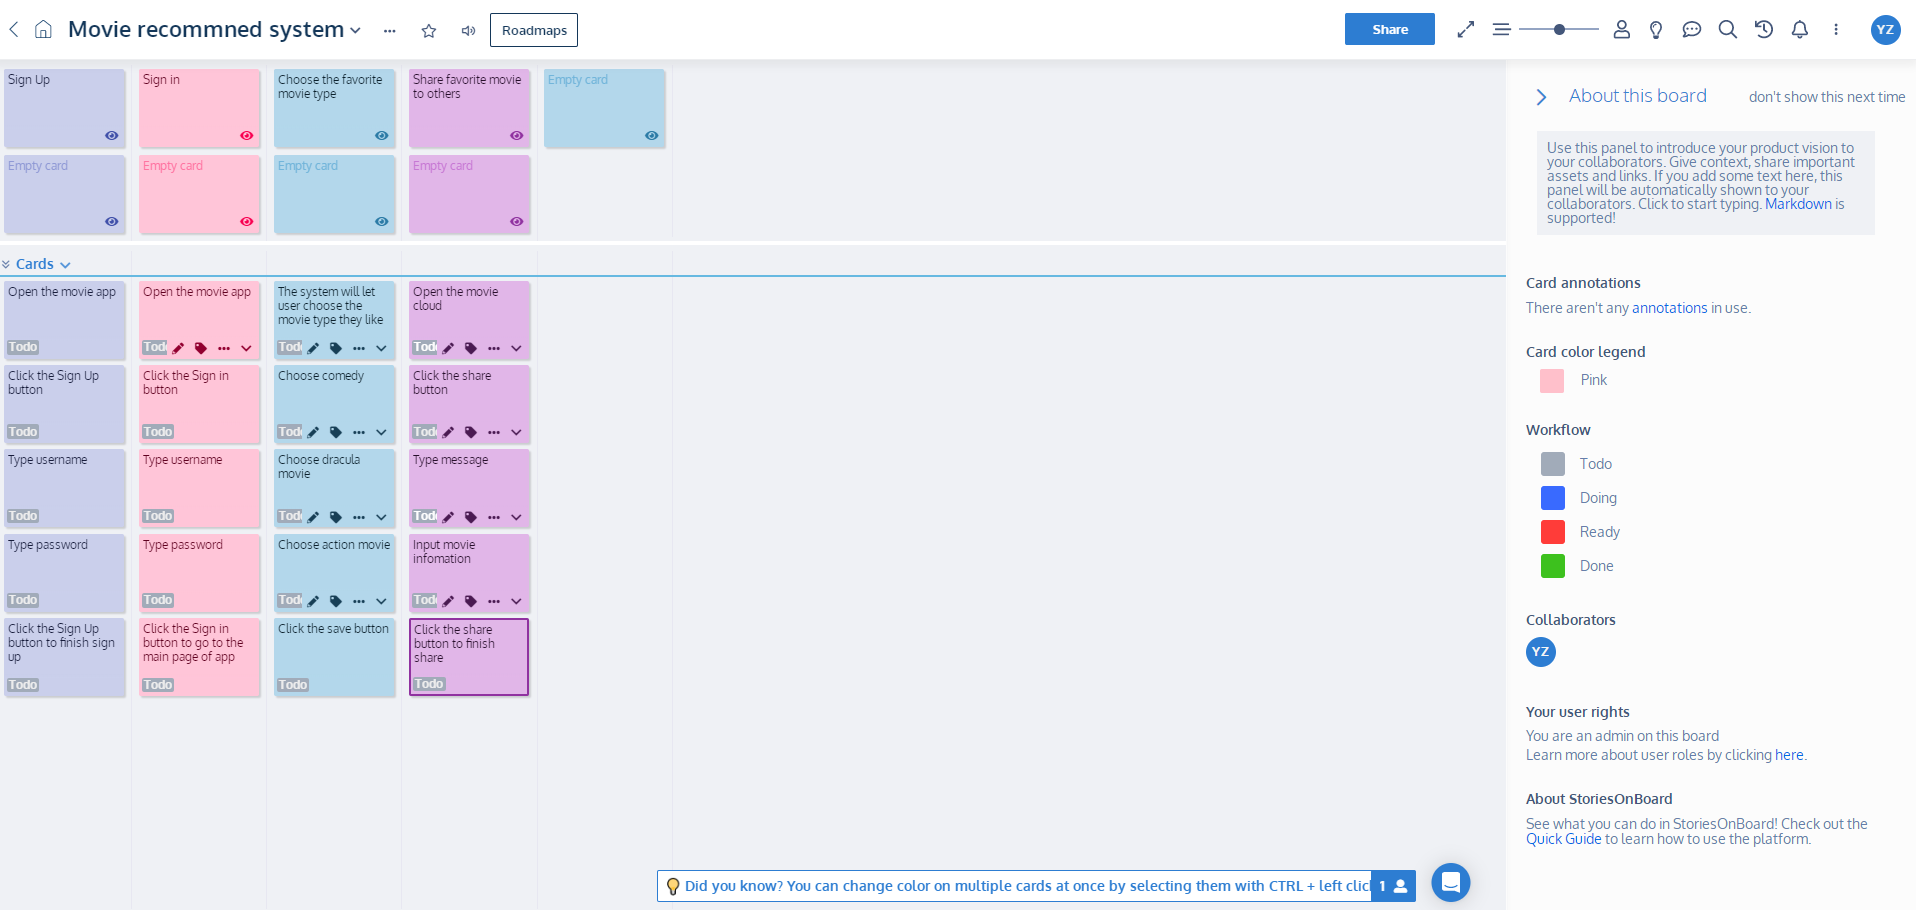 Movie recommned system
Roadmaps
Share
YZ
Sign Up
Sign in
Choose the favorite
movie type
Share favorite movie
to others
Empty card
Empty card
Empty card
Empty card
Empty card
Cards
Open the movie app
Todo
Open the movie app
Tod
The system will let
user choose the
movie type they like
Tod
Open the movie
cloud
Tod
Click the Sign Up
button
Todo
Click the Sign in
button
Todo
Choose comedy
Tod
Click the share
button
Tod
Type username
Todo
Type username
Todo
Choose dracula
movie
Tod
Type message
Tod
Type password
Todo
Type password
Todo
Choose action movie
Tod
Input movie
infomation
Tod
Click the Sign Up
button to finish sign
up
Todo
Click the Sign in
button to go to the
main page of app
Todo
Click the save button
Todo
Click the share
button to finish
share
Todo
Did you know? You can change color on multiple cards at once by selecting them with CTRL + left clic
1
About this board
don't show this next time
Use this panel to introduce your product vision to
your collaborators. Give context, share important
assets and links. If you add some text here, this
panel will be automatically shown to your
collaborators. Click to start typing. Markdown is
supported!
Card annotations
There aren't any annotations in use.
Card color legend
Pink
Workflow
Todo
Doing
Ready
Done
Collaborators
YZ
Your user rights
You are an admin on this board
Learn more about user roles by clicking here.
About StoriesOnBoard
See what you can do in StoriesOnBoard! Check out the
Quick Guide to learn how to use the platform.